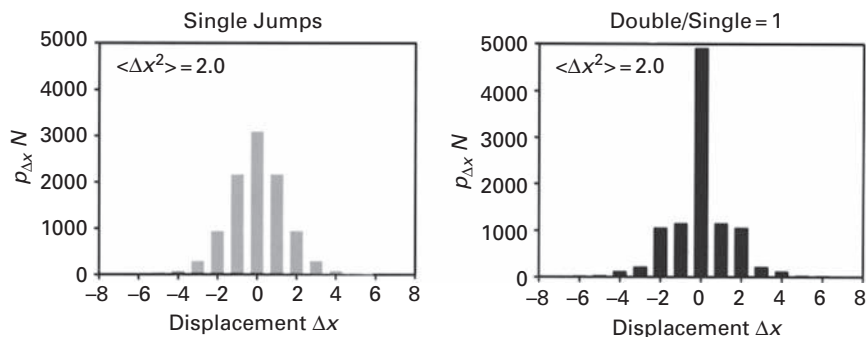 Single Jumps
5000
4000
3000
2000
1000
0
p_Δx N
<Δx²> = 2.0
−8 −6 −4 −2 0 2 4 6 8
Displacement Δx
Double/Single = 1
5000
4000
3000
2000
1000
0
p_Δx N
<Δx²> = 2.0
−8 −6 −4 −2 0 2 4 6 8
Displacement Δx